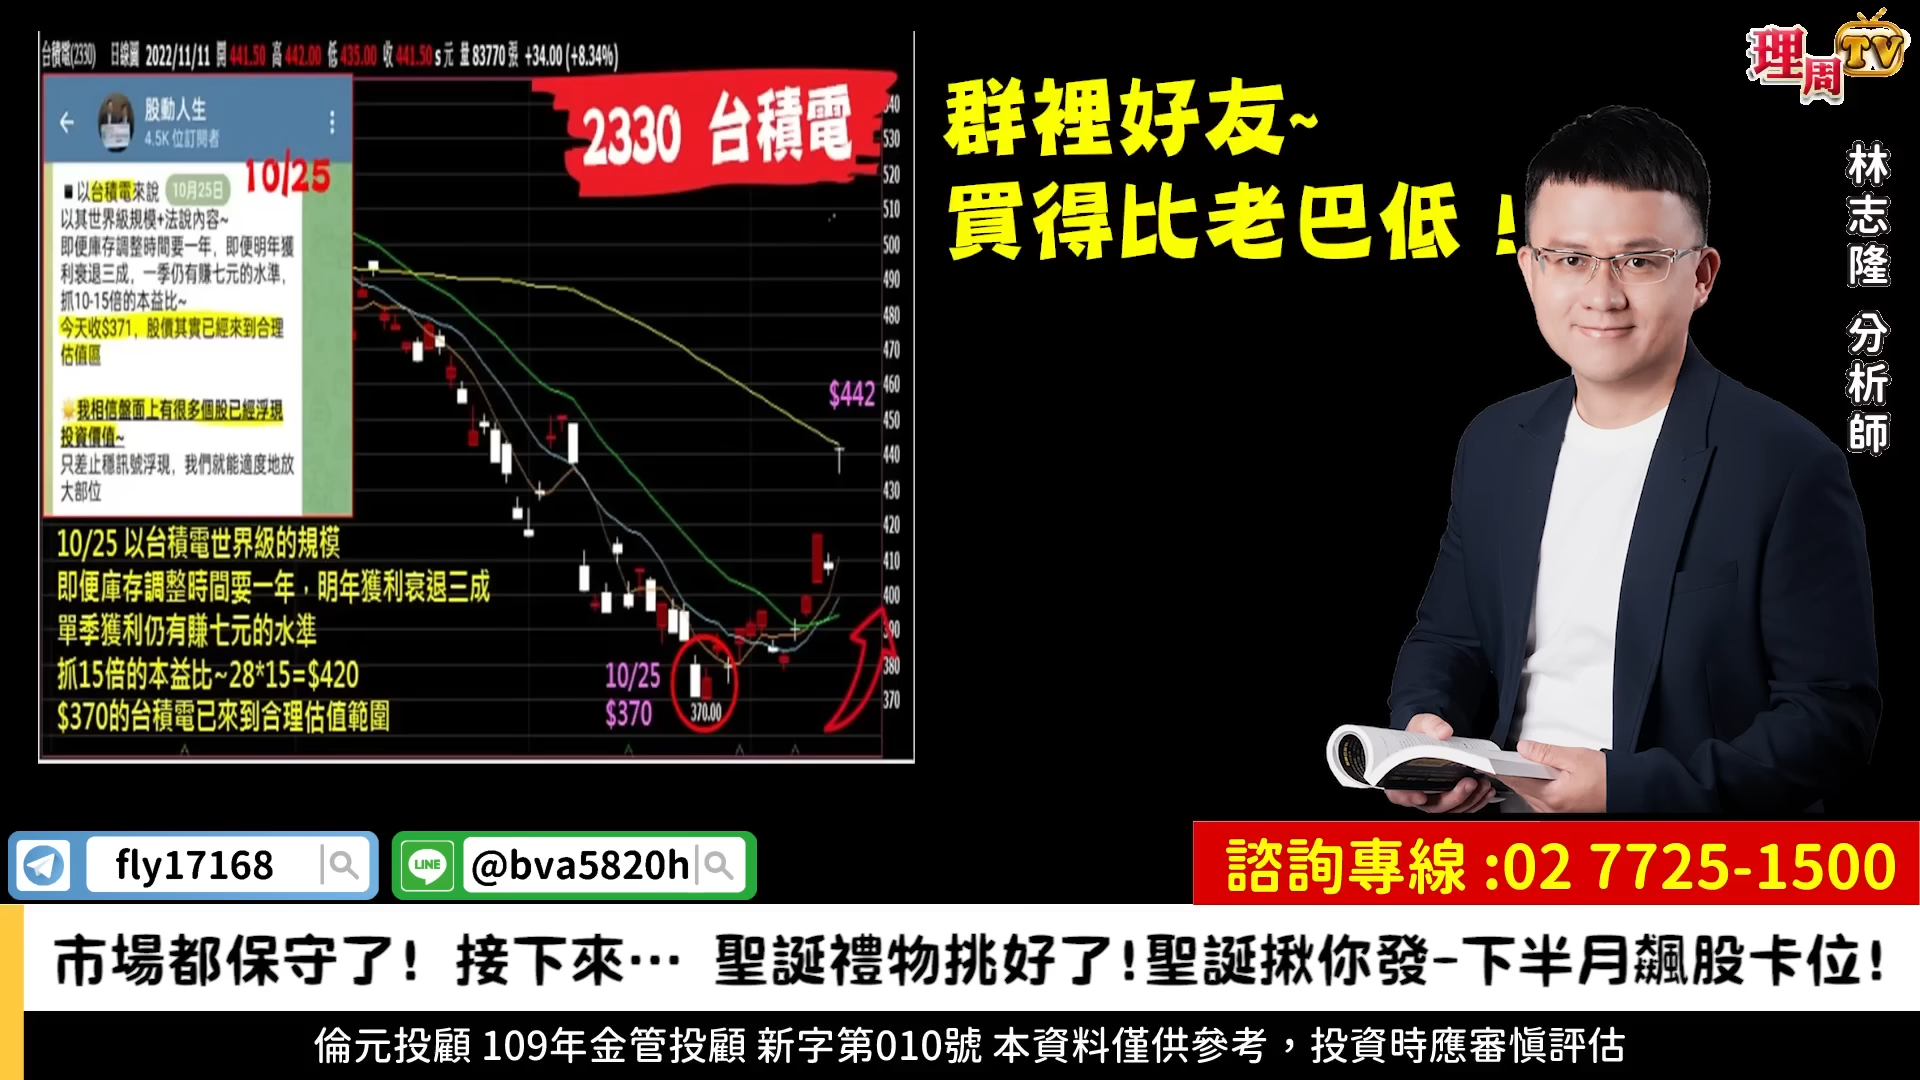 台積電(2330) 日線圖 2022/11/11 開 441.50 高 442.00 低 435.00 收 441.50 s元 量 83770 張 +34.00 (+8.34%)
股動人生
4.5K 位訂閱者
10/25
10月25日
■以台積電來說
以其世界級規模+法說內容~
即便庫存調整時間要一年，即便明年獲
利衰退三成，一季仍有賺七元的水準，
抓10-15倍的本益比~
今天收$371，股價其實已經來到合理
估值區
我相信盤面上有很多個股已經浮現
投資價值~
只差止穩訊號浮現，我們就能適度地放
大部位
10/25 以台積電世界級的規模
即便庫存調整時間要一年，明年獲利衰退三成
單季獲利仍有賺七元的水準
抓15倍的本益比~28*15=$420
$370的台積電已來到合理估值範圍
2330 台積電
$442
10/25
$370
370.00
540
530
520
510
500
490
480
470
460
450
440
430
420
410
400
390
380
370
群裡好友~
買得比老巴低！
理周TV
林志隆 分析師
fly17168
LINE @bva5820h
諮詢專線 :02 7725-1500
市場都保守了! 接下來… 聖誕禮物挑好了!聖誕揪你發-下半月飆股卡位!
倫元投顧 109年金管投顧 新字第010號 本資料僅供參考，投資時應審慎評估